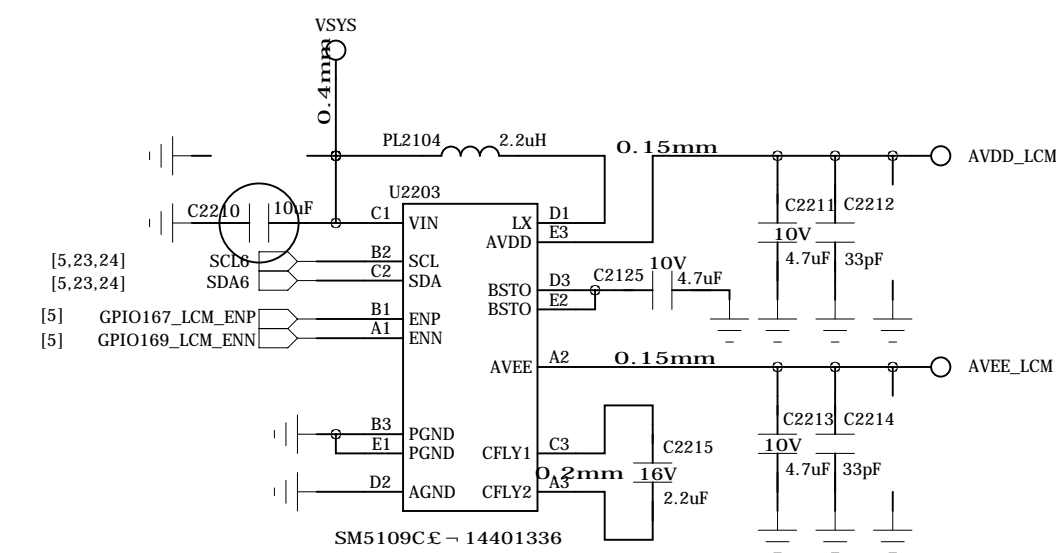 VSYS
0.4mm
PL2104 2.2uH
0.15mm
AVDD_LCM
U2203
C2210 10uF
C1 VIN LX D1
AVDD E3
C2211 C2212
10V
4.7uF 33pF
[5,23,24] SCL6 B2 SCL
[5,23,24] SDA6 C2 SDA
BSTO D3 C2125 10V 4.7uF
BSTO E2
[5] GPIO167_LCM_ENP B1 ENP
[5] GPIO169_LCM_ENN A1 ENN
AVEE A2 0.15mm AVEE_LCM
C2213 C2214
10V
4.7uF 33pF
B3 PGND
E1 PGND CFLY1 C3
C2215
0.2mm 16V
2.2uF
D2 AGND CFLY2 A3
SM5109C£¬14401336